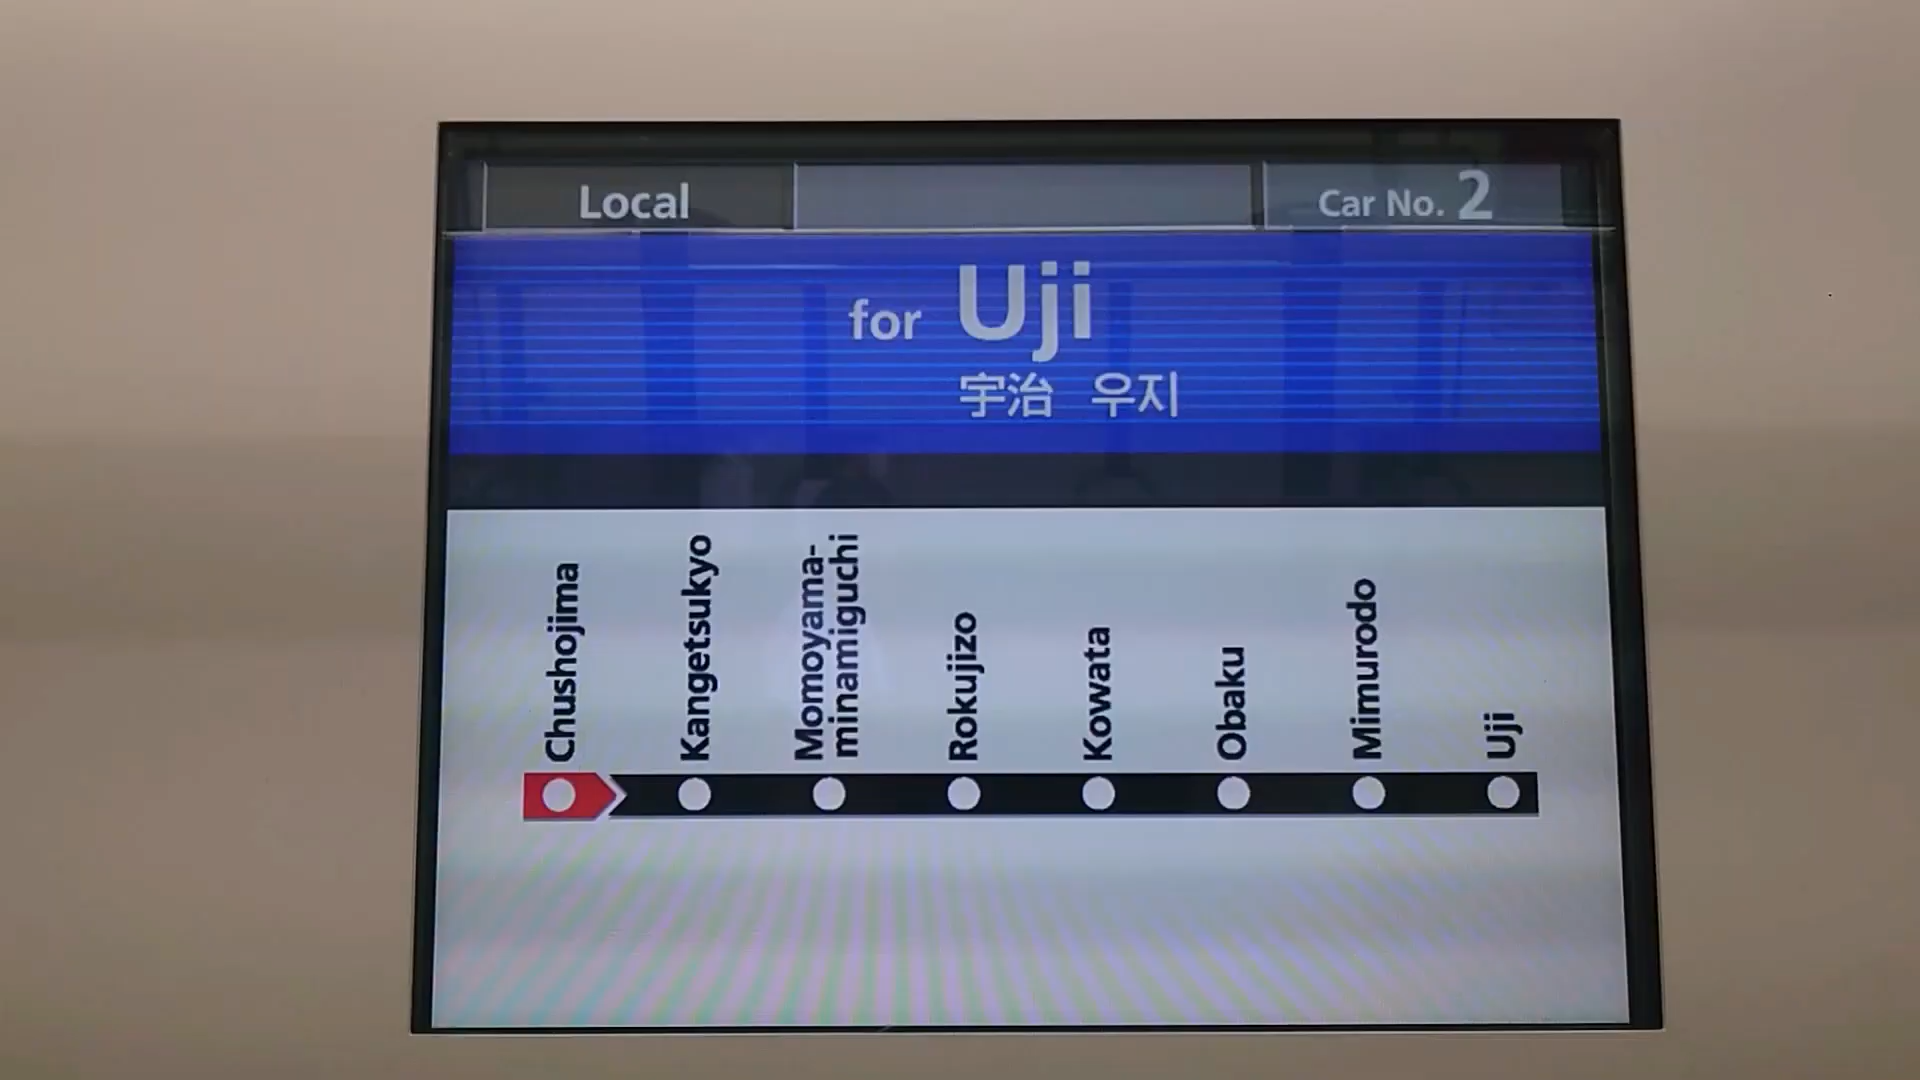 Local
Car No. 2
for Uji
宇治 우지
Chushojima
Kangetsukyo
Momoyama-
minamiguchi
Rokujizo
Kowata
Obaku
Mimurodo
Uji